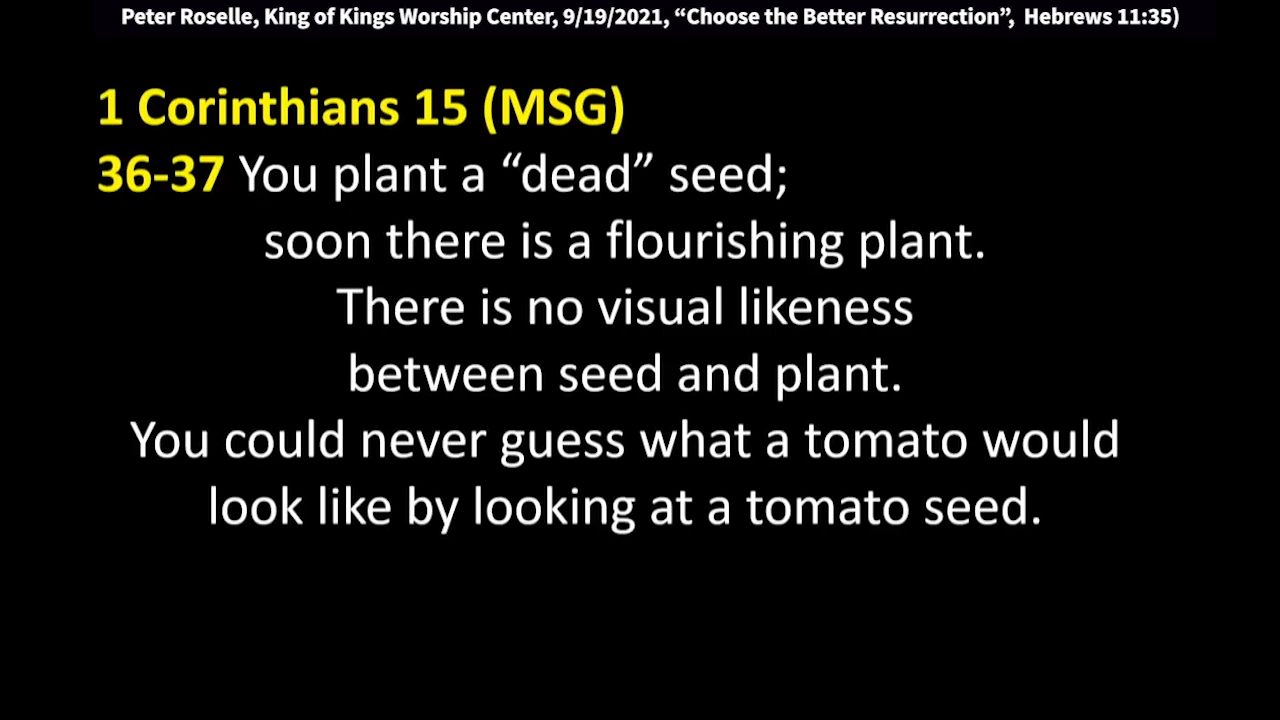 Peter Roselle, King of Kings Worship Center, 9/19/2021, “Choose the Better Resurrection”,  Hebrews 11:35)
1 Corinthians 15 (MSG)
36-37 You plant a “dead” seed;
soon there is a flourishing plant.
There is no visual likeness
between seed and plant.
You could never guess what a tomato would
look like by looking at a tomato seed.